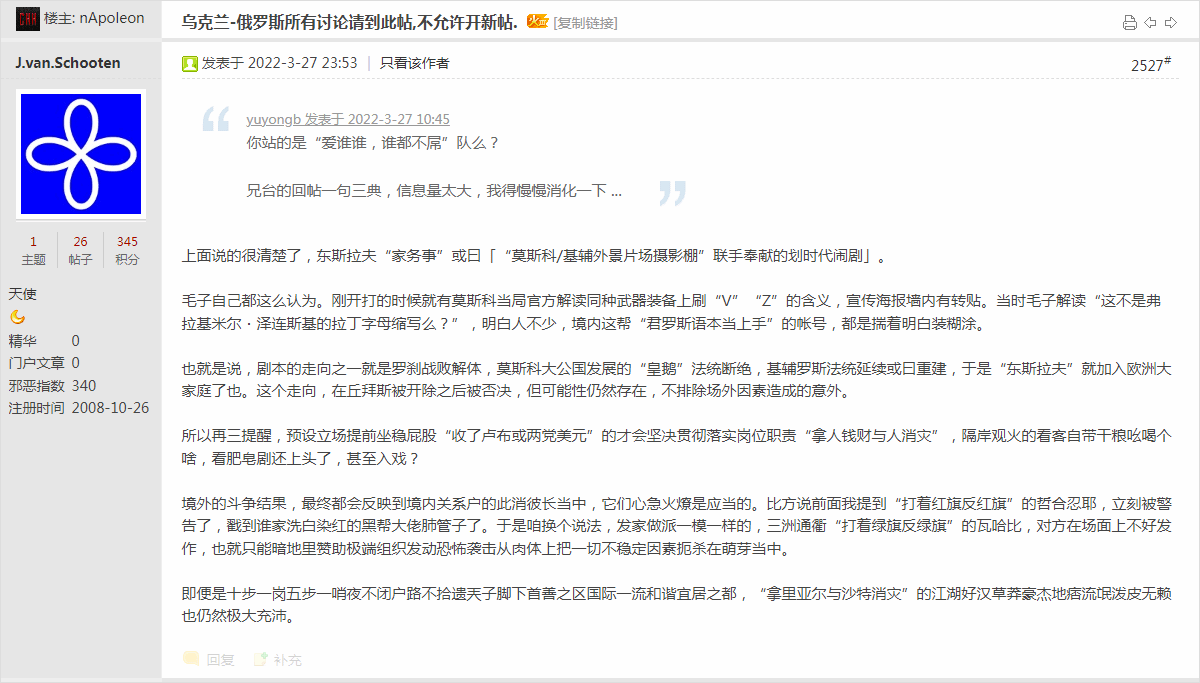 楼主: nApoleon
乌克兰-俄罗斯所有讨论请到此帖,不允许开新帖. 火 [复制链接]
J.van.Schooten
发表于 2022-3-27 23:53 | 只看该作者
2527#
yuyongb 发表于 2022-3-27 10:45
你站的是“爱谁谁，谁都不屌”队么？
兄台的回帖一句三典，信息量太大，我得慢慢消化一下 ...
1 26 345
主题 帖子 积分
天使
精华 0
门户文章 0
邪恶指数 340
注册时间 2008-10-26
上面说的很清楚了，东斯拉夫“家务事”或曰「“莫斯科/基辅外景片场摄影棚”联手奉献的划时代闹剧」。
毛子自己都这么认为。刚开打的时候就有莫斯科当局官方解读同种武器装备上刷“V”“Z”的含义，宣传海报墙内有转贴。当时毛子解读“这不是弗
拉基米尔・泽连斯基的拉丁字母缩写么？”，明白人不少，境内这帮“君罗斯语本当上手”的帐号，都是揣着明白装糊涂。
也就是说，剧本的走向之一就是罗刹战败解体，莫斯科大公国发展的“皇鹅”法统断绝，基辅罗斯法统延续或曰重建，于是“东斯拉夫”就加入欧洲大
家庭了也。这个走向，在丘拜斯被开除之后被否决，但可能性仍然存在，不排除场外因素造成的意外。
所以再三提醒，预设立场提前坐稳屁股“收了卢布或两党美元”的才会坚决贯彻落实岗位职责“拿人钱财与人消灾”，隔岸观火的看客自带干粮吆喝个
啥，看肥皂剧还上头了，甚至入戏？
境外的斗争结果，最终都会反映到境内关系户的此消彼长当中，它们心急火燎是应当的。比方说前面我提到“打着红旗反红旗”的哲合忍耶，立刻被警
告了，戳到谁家洗白染红的黑帮大佬肺管子了。于是咱换个说法，发家做派一模一样的，三洲通衢“打着绿旗反绿旗”的瓦哈比，对方在场面上不好发
作，也就只能暗地里赞助极端组织发动恐怖袭击从肉体上把一切不稳定因素扼杀在萌芽当中。
即便是十步一岗五步一哨夜不闭户路不拾遗天子脚下首善之区国际一流和谐宜居之都，“拿里亚尔与沙特消灾”的江湖好汉草莽豪杰地痞流氓泼皮无赖
也仍然极大充沛。
回复 补充